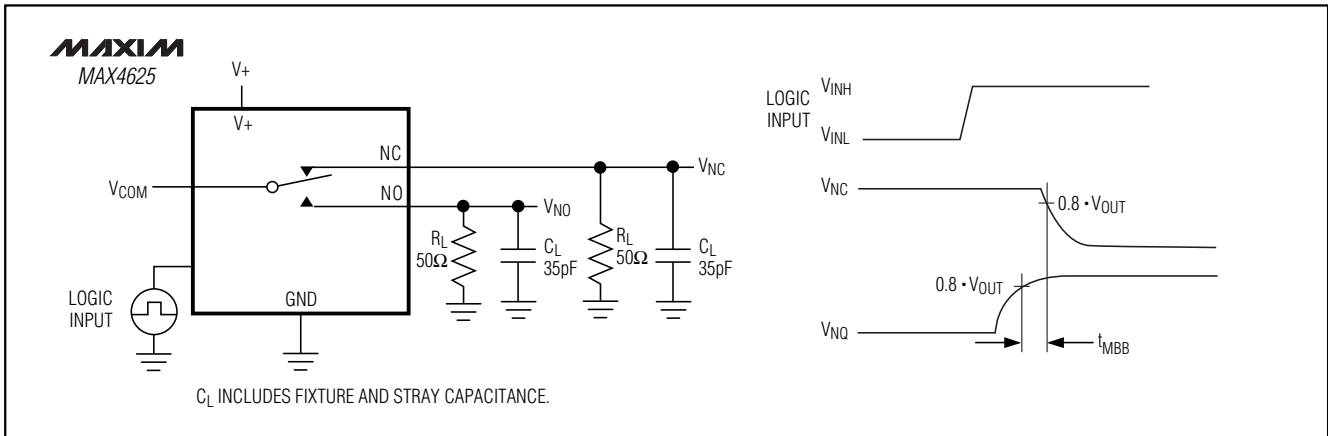 MAXIM
MAX4625
V+
V+
NC
NO
VCOM
VNC
VNO
RL
50Ω
CL
35pF
RL
50Ω
CL
35pF
LOGIC
INPUT
GND
CL INCLUDES FIXTURE AND STRAY CAPACITANCE.
LOGIC
INPUT
VINH
VINL
VNC
0.8 • VOUT
0.8 • VOUT
VNO
tMBB